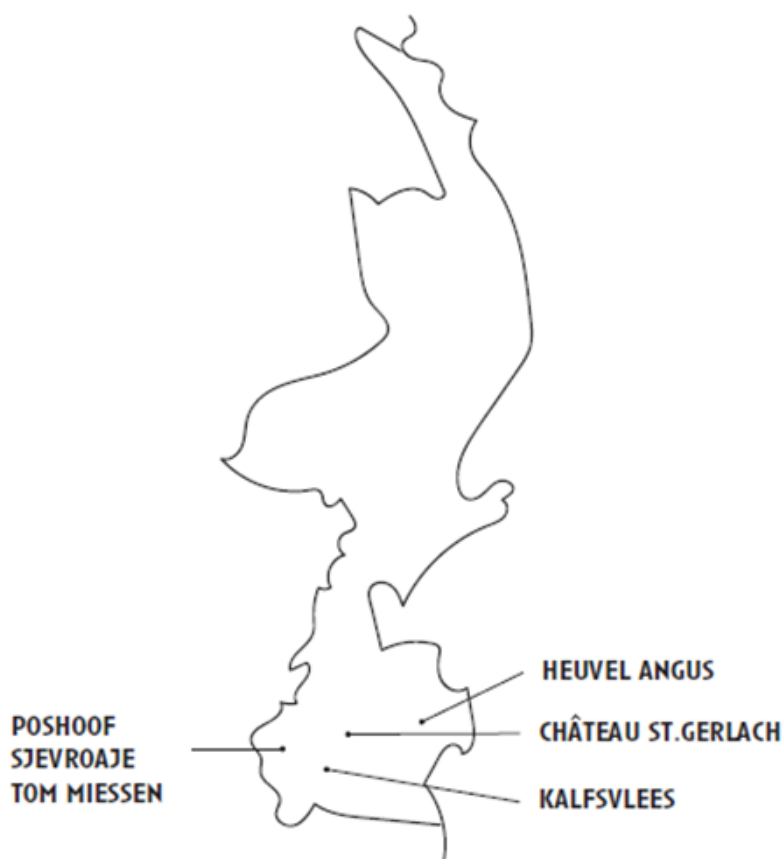 HEUVEL ANGUS
CHÂTEAU ST.GERLACH
KALFSVLEES
POSHOOF
SJEVROAJE
TOM MIESSEN